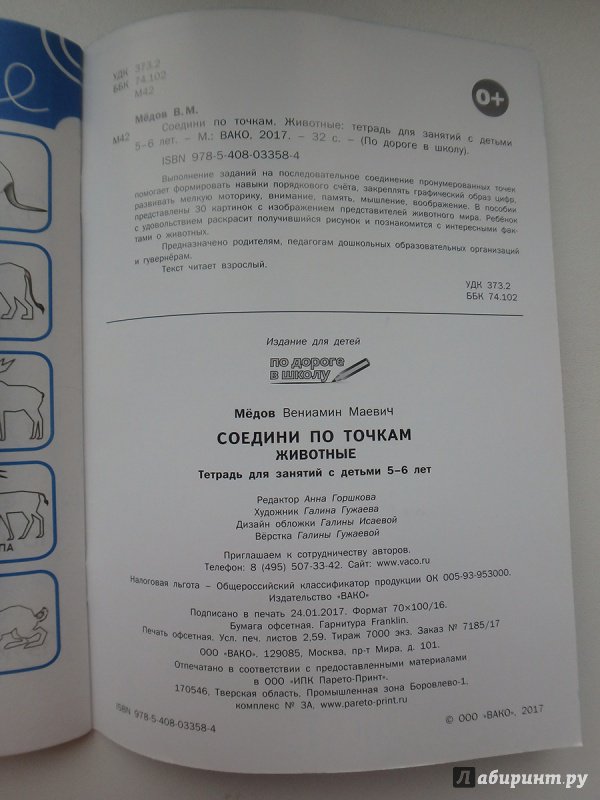 е
ПА
УДК 373.2
ББК 74.102
М42
0+
Мёдов В.М.
М42 Соедини по точкам. Животные: тетрадь для занятий с детьми
5–6 лет. – М.: ВАКО, 2017. – 32 с. – (По дороге в школу).
ISBN 978-5-408-03358-4
Выполнение заданий на последовательное соединение пронумерованных точек
помогает формировать навыки порядкового счёта, закреплять графический образ цифр,
развивать мелкую моторику, внимание, память, мышление, воображение. В пособии
представлены 30 картинок с изображением представителей животного мира. Ребёнок
с удовольствием раскрасит получившийся рисунок и познакомится с интересными фак-
тами о животных.
Предназначено родителям, педагогам дошкольных образовательных организаций
и гувернёрам.
Текст читает взрослый.
УДК 373.2
ББК 74.102
Издание для детей
по дороге
в школу
Мёдов Вениамин Маевич
СОЕДИНИ ПО ТОЧКАМ
ЖИВОТНЫЕ
Тетрадь для занятий с детьми 5–6 лет
Редактор Анна Горшкова
Художник Галина Гужаева
Дизайн обложки Галины Исаевой
Вёрстка Галины Гужаевой
Приглашаем к сотрудничеству авторов.
Телефон: 8 (495) 507-33-42. Сайт: www.vaco.ru
Налоговая льгота – Общероссийский классификатор продукции ОК 005-93-953000.
Издательство «ВАКО»
Подписано в печать 24.01.2017. Формат 70×100/16.
Бумага офсетная. Гарнитура Franklin.
Печать офсетная. Усл. печ. листов 2,59. Тираж 7000 экз. Заказ № 7185/17
ООО «ВАКО». 129085, Москва, пр-т Мира, д. 101.
Отпечатано в соответствии с предоставленными материалами
в ООО «ИПК Парето-Принт».
170546, Тверская область, Промышленная зона Боровлево-1,
комплекс № 3А, www.pareto-print.ru
ISBN 978-5-408-03358-4
© ООО «ВАКО», 2017
Лабиринт.ру